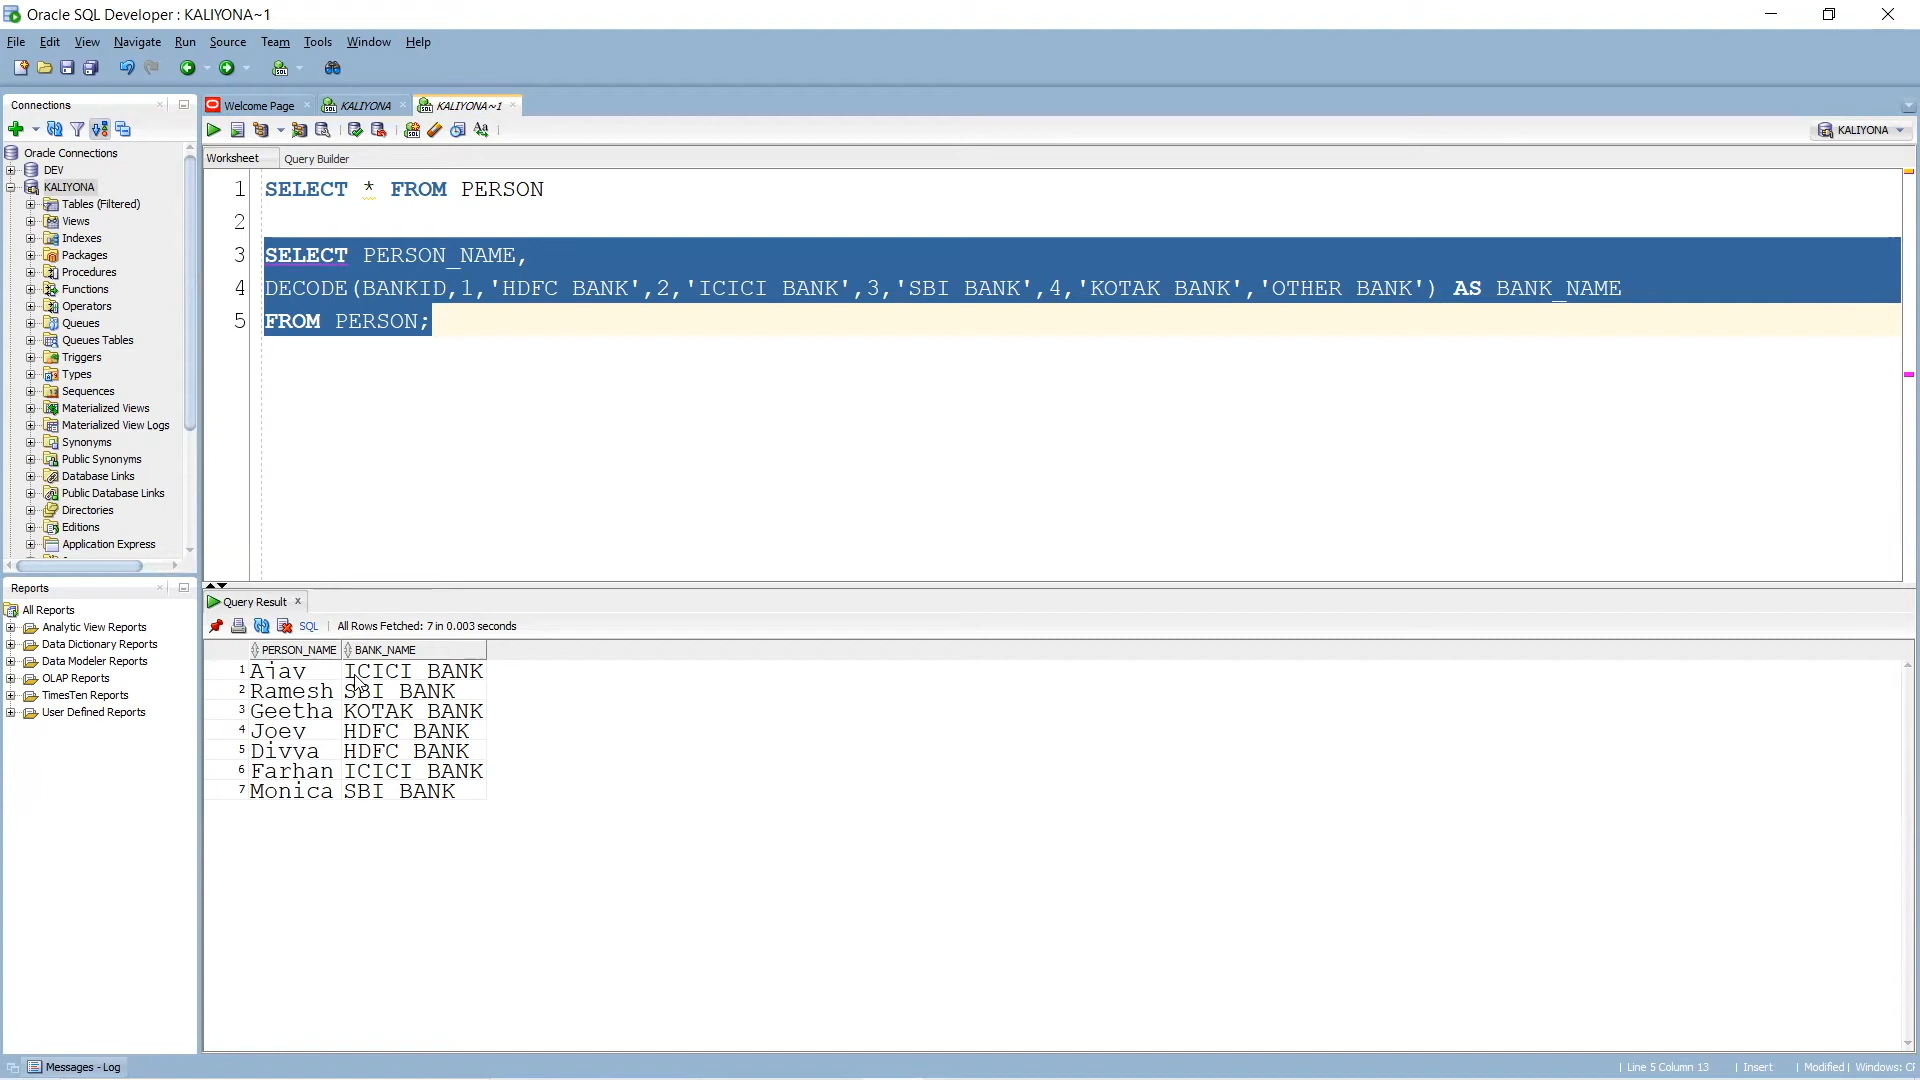 Oracle SQL Developer : KALIYONA~1
File Edit View Navigate Run Source Team Tools Window Help
Connections
Welcome Page KALIYONA KALIYONA~1
KALIYONA
Worksheet Query Builder
Oracle Connections
DEV
KALIYONA
Tables (Filtered)
Views
Indexes
Packages
Procedures
Functions
Operators
Queues
Queues Tables
Triggers
Types
Sequences
Materialized Views
Materialized View Logs
Synonyms
Public Synonyms
Database Links
Public Database Links
Directories
Editions
Application Express
1 SELECT * FROM PERSON
2
3 SELECT PERSON_NAME,
4 DECODE(BANKID,1,'HDFC BANK',2,'ICICI BANK',3,'SBI BANK',4,'KOTAK BANK','OTHER BANK') AS BANK_NAME
5 FROM PERSON;
Reports
All Reports
Analytic View Reports
Data Dictionary Reports
Data Modeler Reports
OLAP Reports
TimesTen Reports
User Defined Reports
Query Result
SQL | All Rows Fetched: 7 in 0.003 seconds
PERSON_NAME BANK_NAME
1 Ajay ICICI BANK
2 Ramesh SBI BANK
3 Geetha KOTAK BANK
4 Joey HDFC BANK
5 Divya HDFC BANK
6 Farhan ICICI BANK
7 Monica SBI BANK
Messages - Log
Line 5 Column 13 | Insert | Modified | Windows: